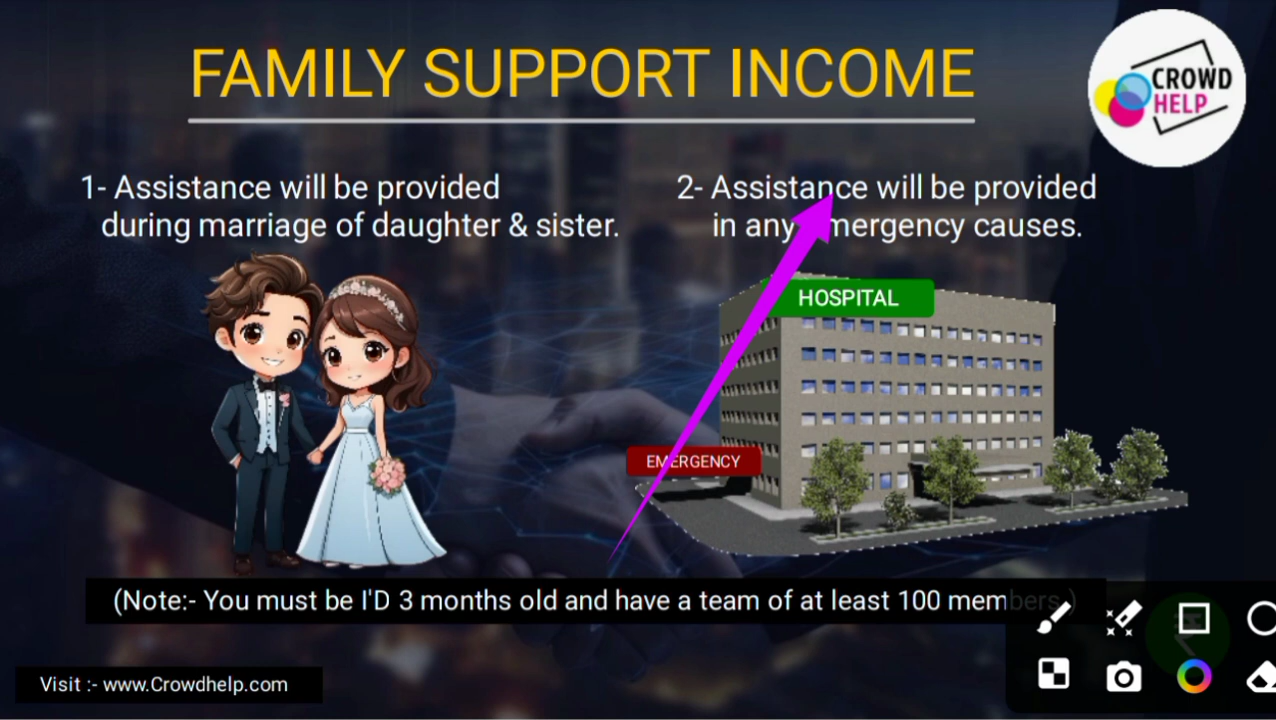 FAMILY SUPPORT INCOME
CROWD
HELP
1- Assistance will be provided
during marriage of daughter & sister.
2- Assistance will be provided
in any emergency causes.
HOSPITAL
EMERGENCY
(Note:- You must be I'D 3 months old and have a team of at least 100 members.)
Visit :- www.Crowdhelp.com